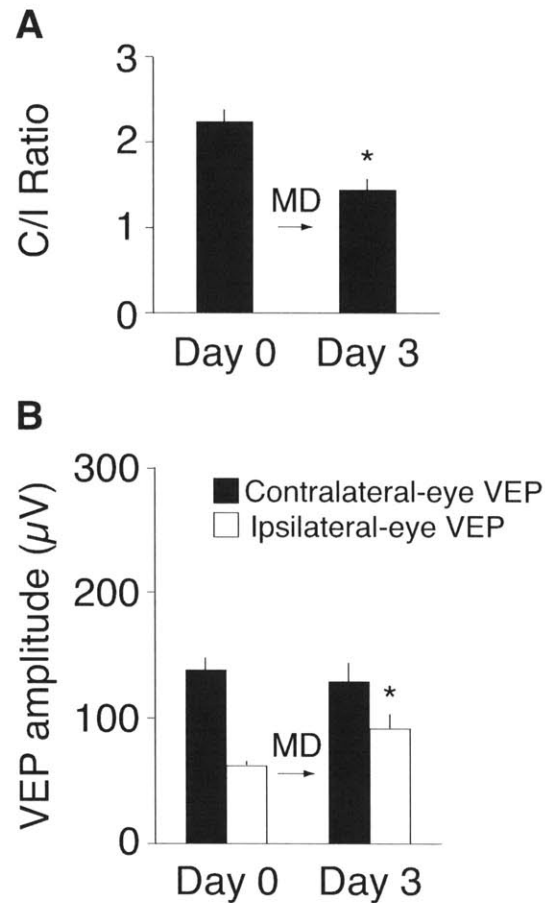 A
C/I Ratio
3
2
1
0
*
MD
Day 0
Day 3
B
VEP amplitude (μV)
300
200
100
0
Contralateral-eye VEP
Ipsilateral-eye VEP
*
MD
Day 0
Day 3